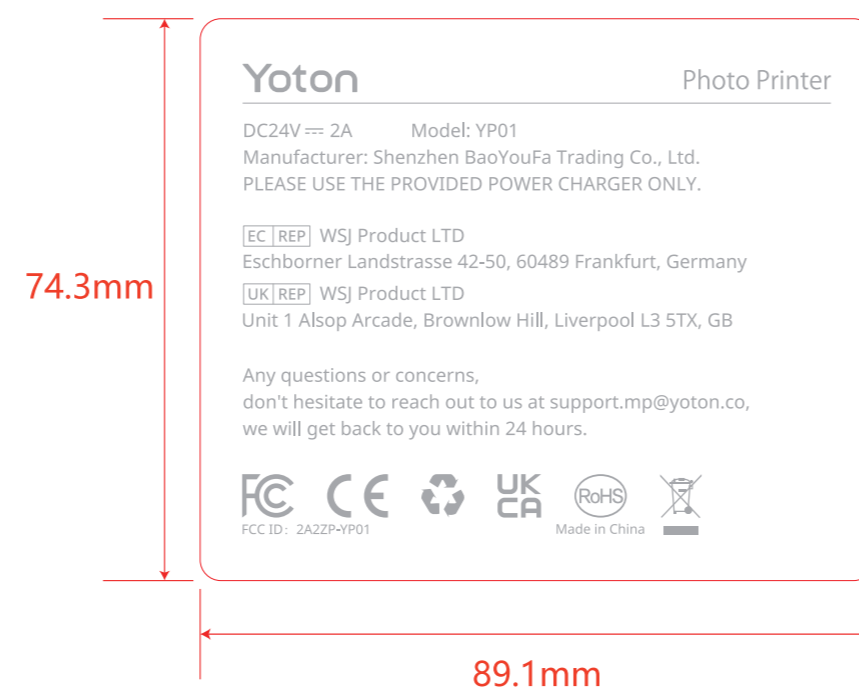 Yoton Photo Printer
DC24V ⎓ 2A Model: YP01
Manufacturer: Shenzhen BaoYouFa Trading Co., Ltd.
PLEASE USE THE PROVIDED POWER CHARGER ONLY.
EC REP WSJ Product LTD
Eschborner Landstrasse 42-50, 60489 Frankfurt, Germany
UK REP WSJ Product LTD
Unit 1 Alsop Arcade, Brownlow Hill, Liverpool L3 5TX, GB
74.3mm
Any questions or concerns,
don't hesitate to reach out to us at support.mp@yoton.co,
we will get back to you within 24 hours.
FC CE UK CA RoHS
FCC ID: 2A2ZP-YP01 Made in China
89.1mm